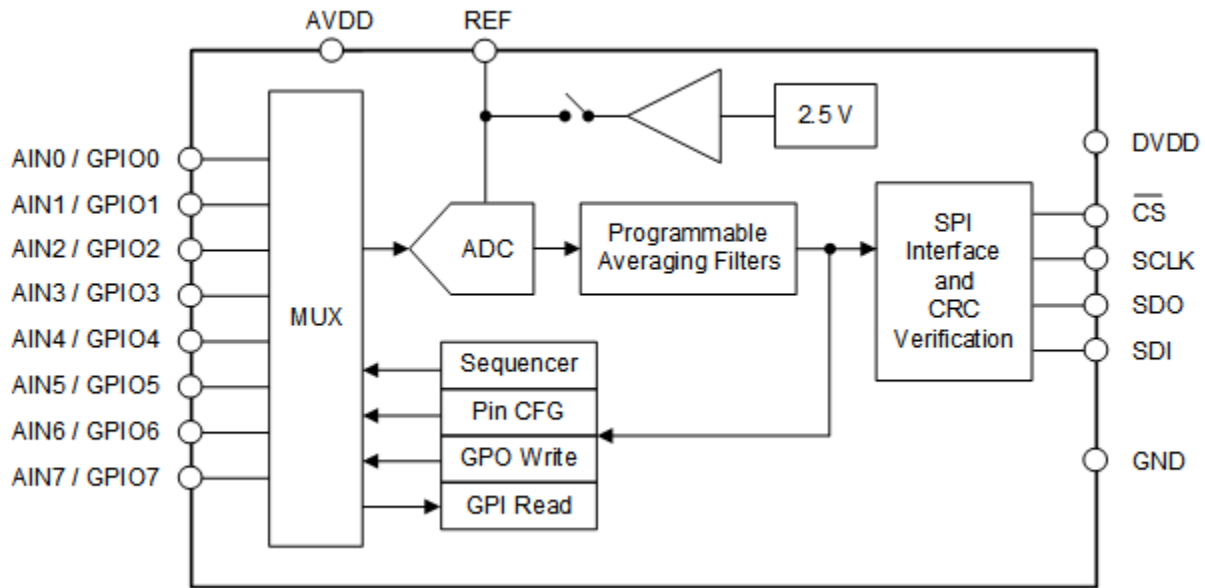 AVDD
REF
2.5 V
AIN0 / GPIO0
AIN1 / GPIO1
AIN2 / GPIO2
AIN3 / GPIO3
AIN4 / GPIO4
AIN5 / GPIO5
AIN6 / GPIO6
AIN7 / GPIO7
MUX
ADC
Programmable
Averaging Filters
Sequencer
Pin CFG
GPO Write
GPI Read
SPI
Interface
and
CRC
Verification
DVDD
C̅S̅
SCLK
SDO
SDI
GND